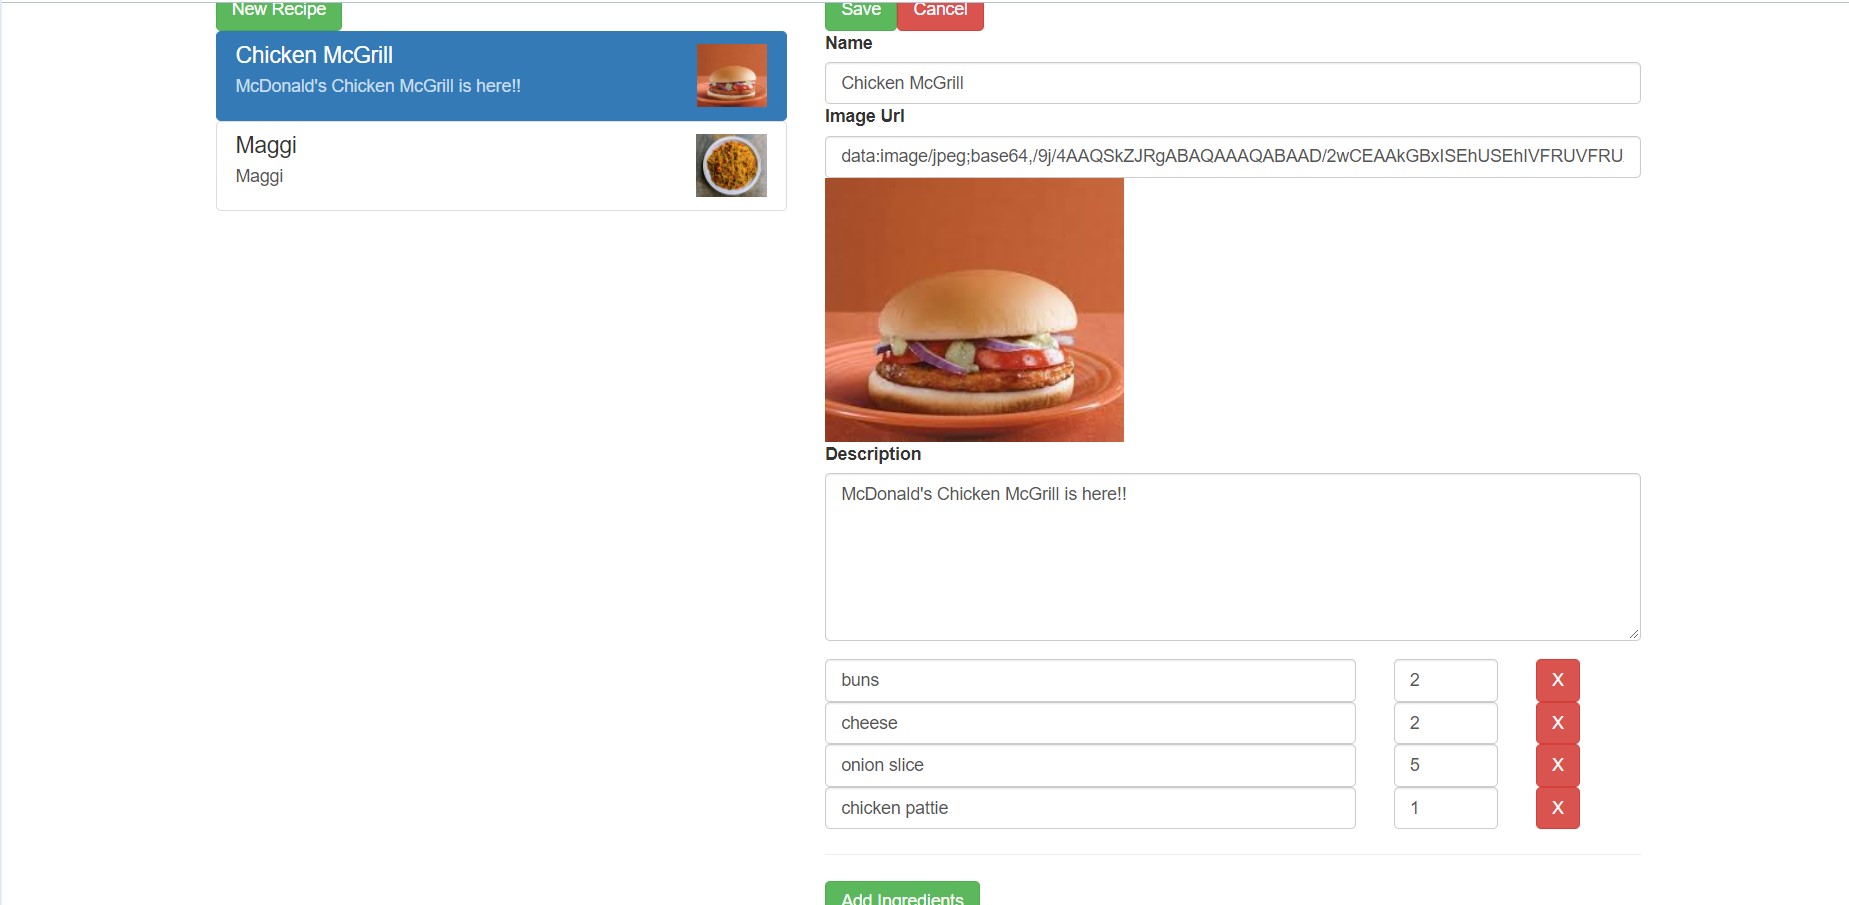 New Recipe
Chicken McGrill
McDonald's Chicken McGrill is here!!
Maggi
Maggi
Save Cancel
Name
Chicken McGrill
Image Url
data:image/jpeg;base64,/9j/4AAQSkZJRgABAQAAAQABAAD/2wCEAAkGBxISEhUSEhIVFRUVFRU
Description
McDonald's Chicken McGrill is here!!
buns 2 X
cheese 2 X
onion slice 5 X
chicken pattie 1 X
Add Ingredients